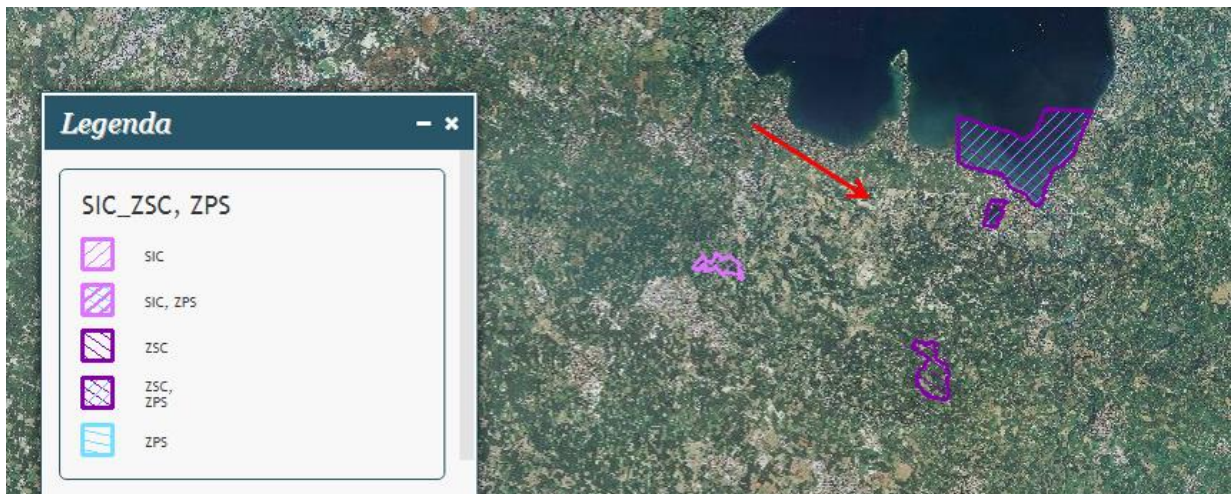 Legenda
SIC_ZSC, ZPS
SIC
SIC, ZPS
ZSC
ZSC,
ZPS
ZPS